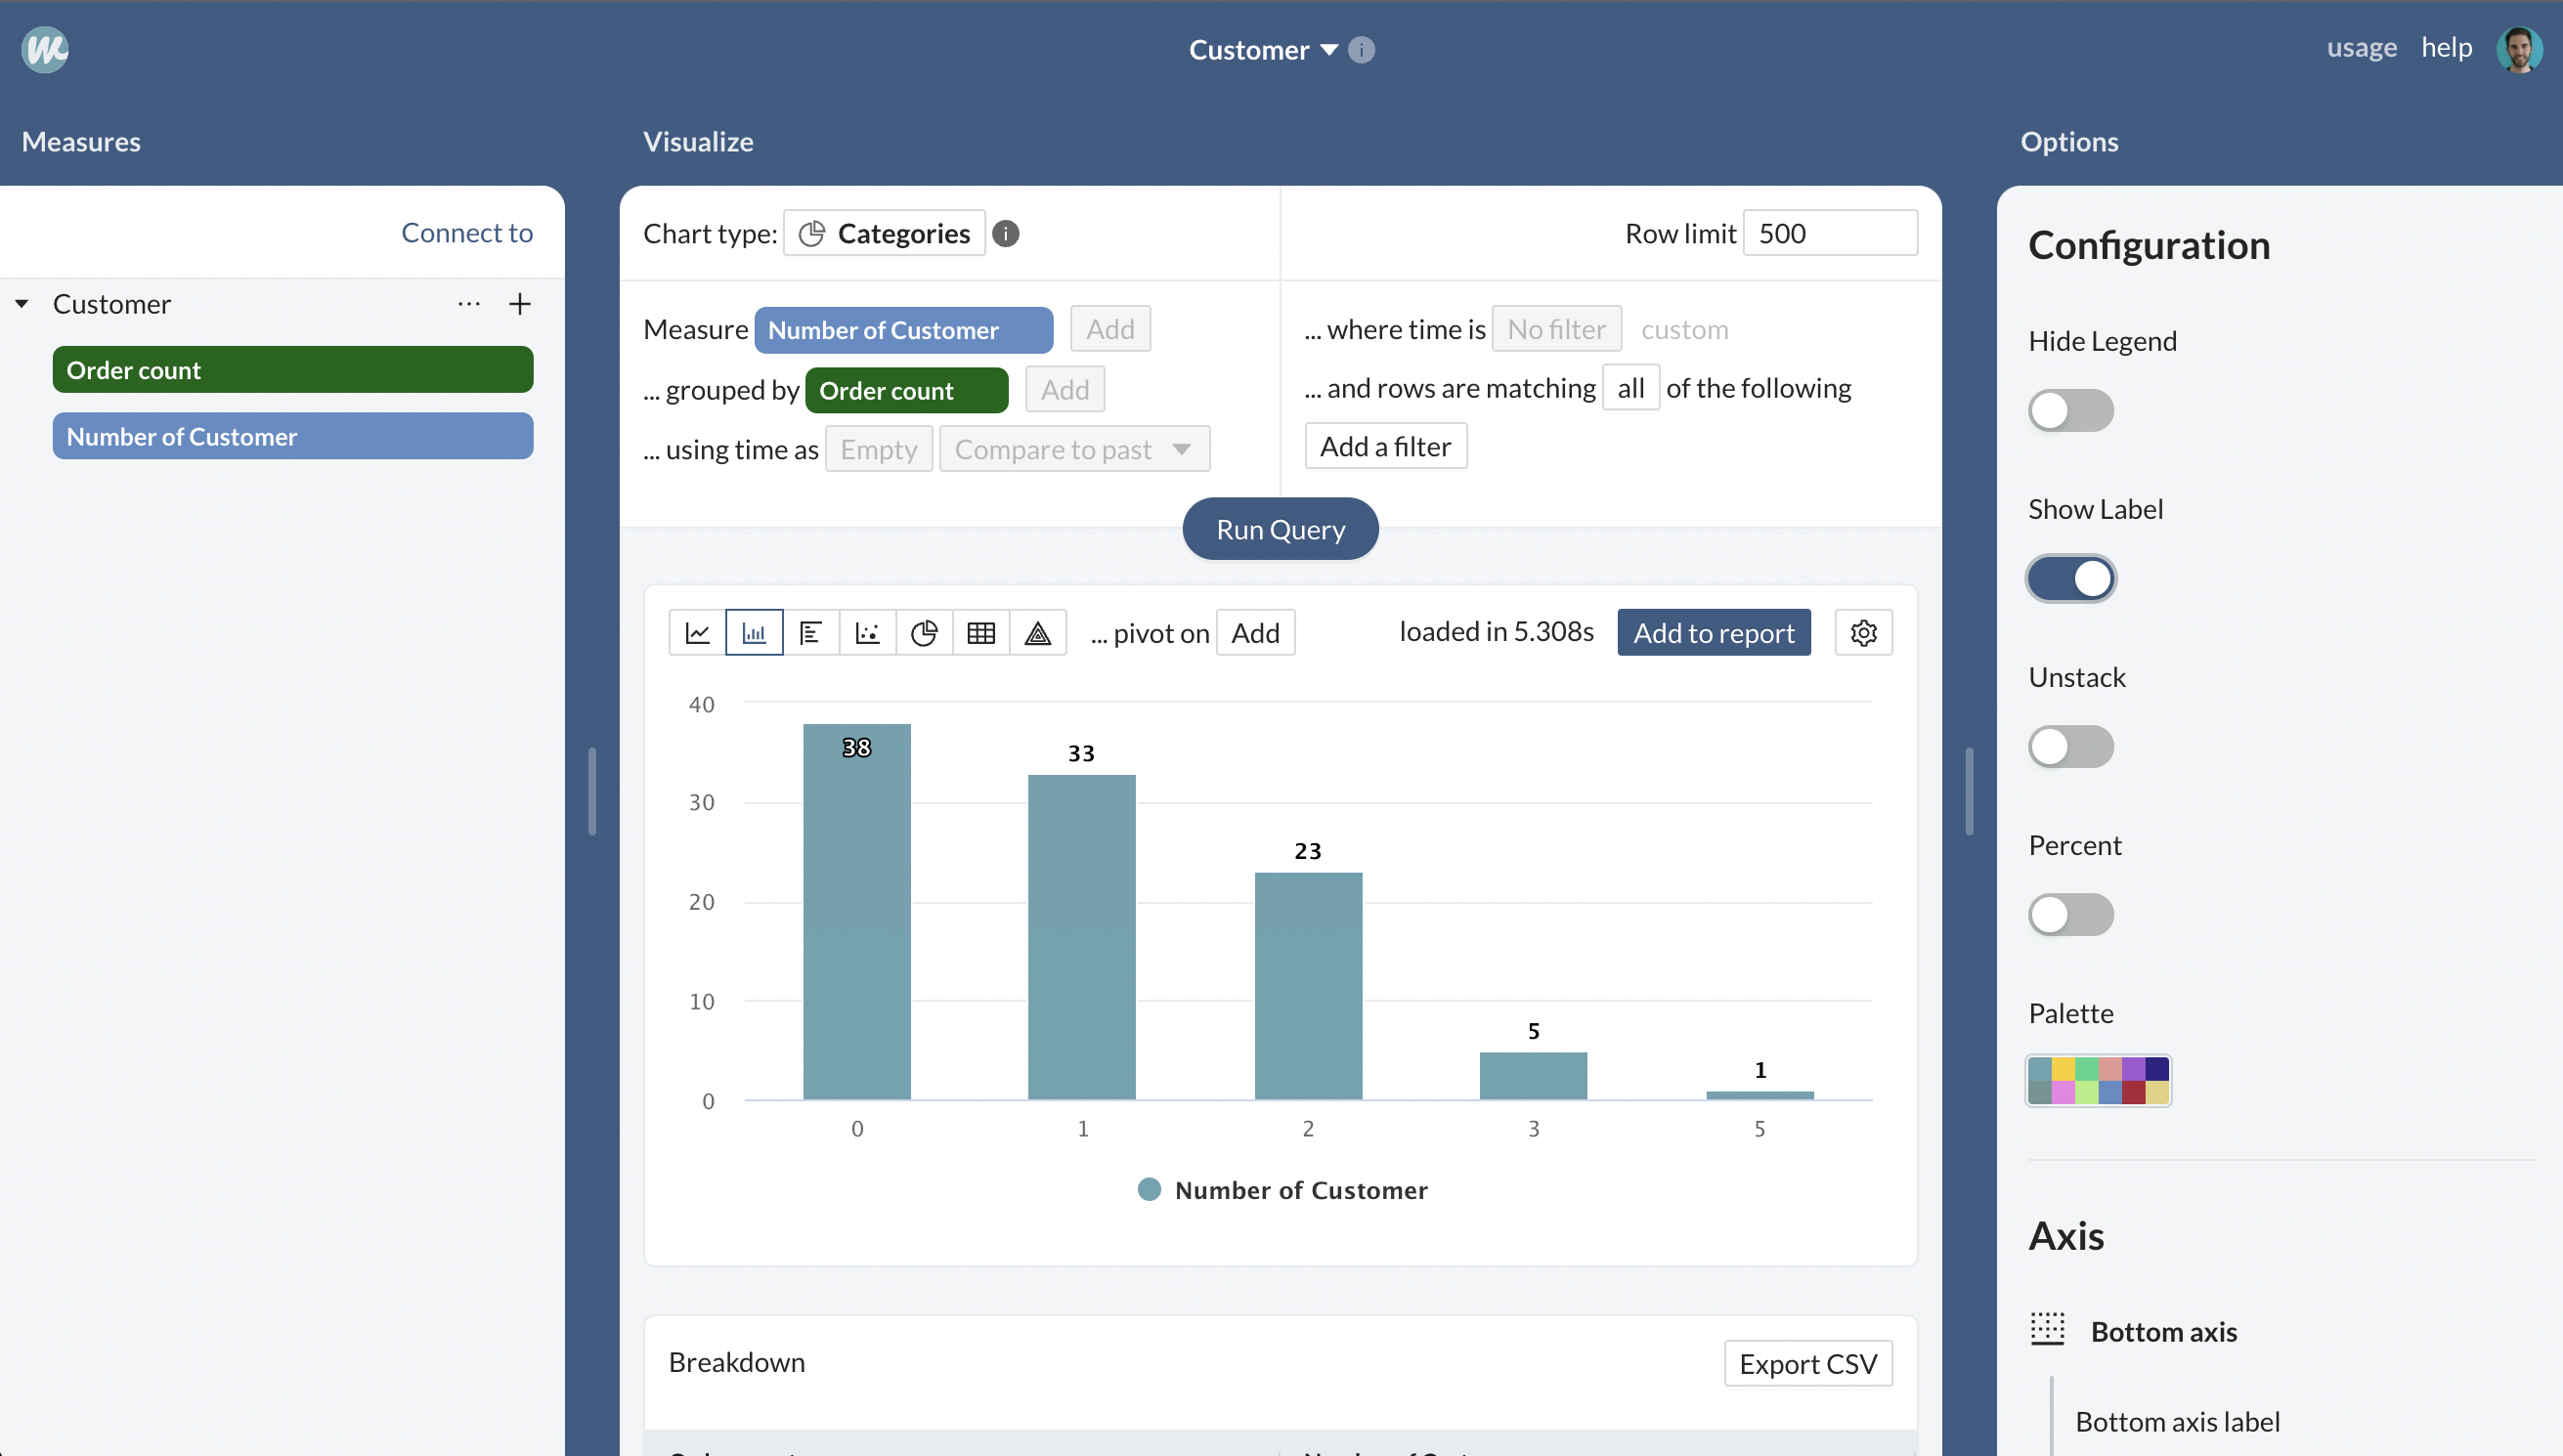 Customer
usage help
Measures
Visualize
Options
Connect to
Customer
Order count
Number of Customer
Chart type: Categories
Row limit 500
Measure Number of Customer Add
... grouped by Order count Add
... using time as Empty Compare to past
... where time is No filter custom
... and rows are matching all of the following
Add a filter
Run Query
... pivot on Add
loaded in 5.308s
Add to report
40
30
20
10
0
38
33
23
5
1
0 1 2 3 5
Number of Customer
Breakdown
Export CSV
Configuration
Hide Legend
Show Label
Unstack
Percent
Palette
Axis
Bottom axis
Bottom axis label